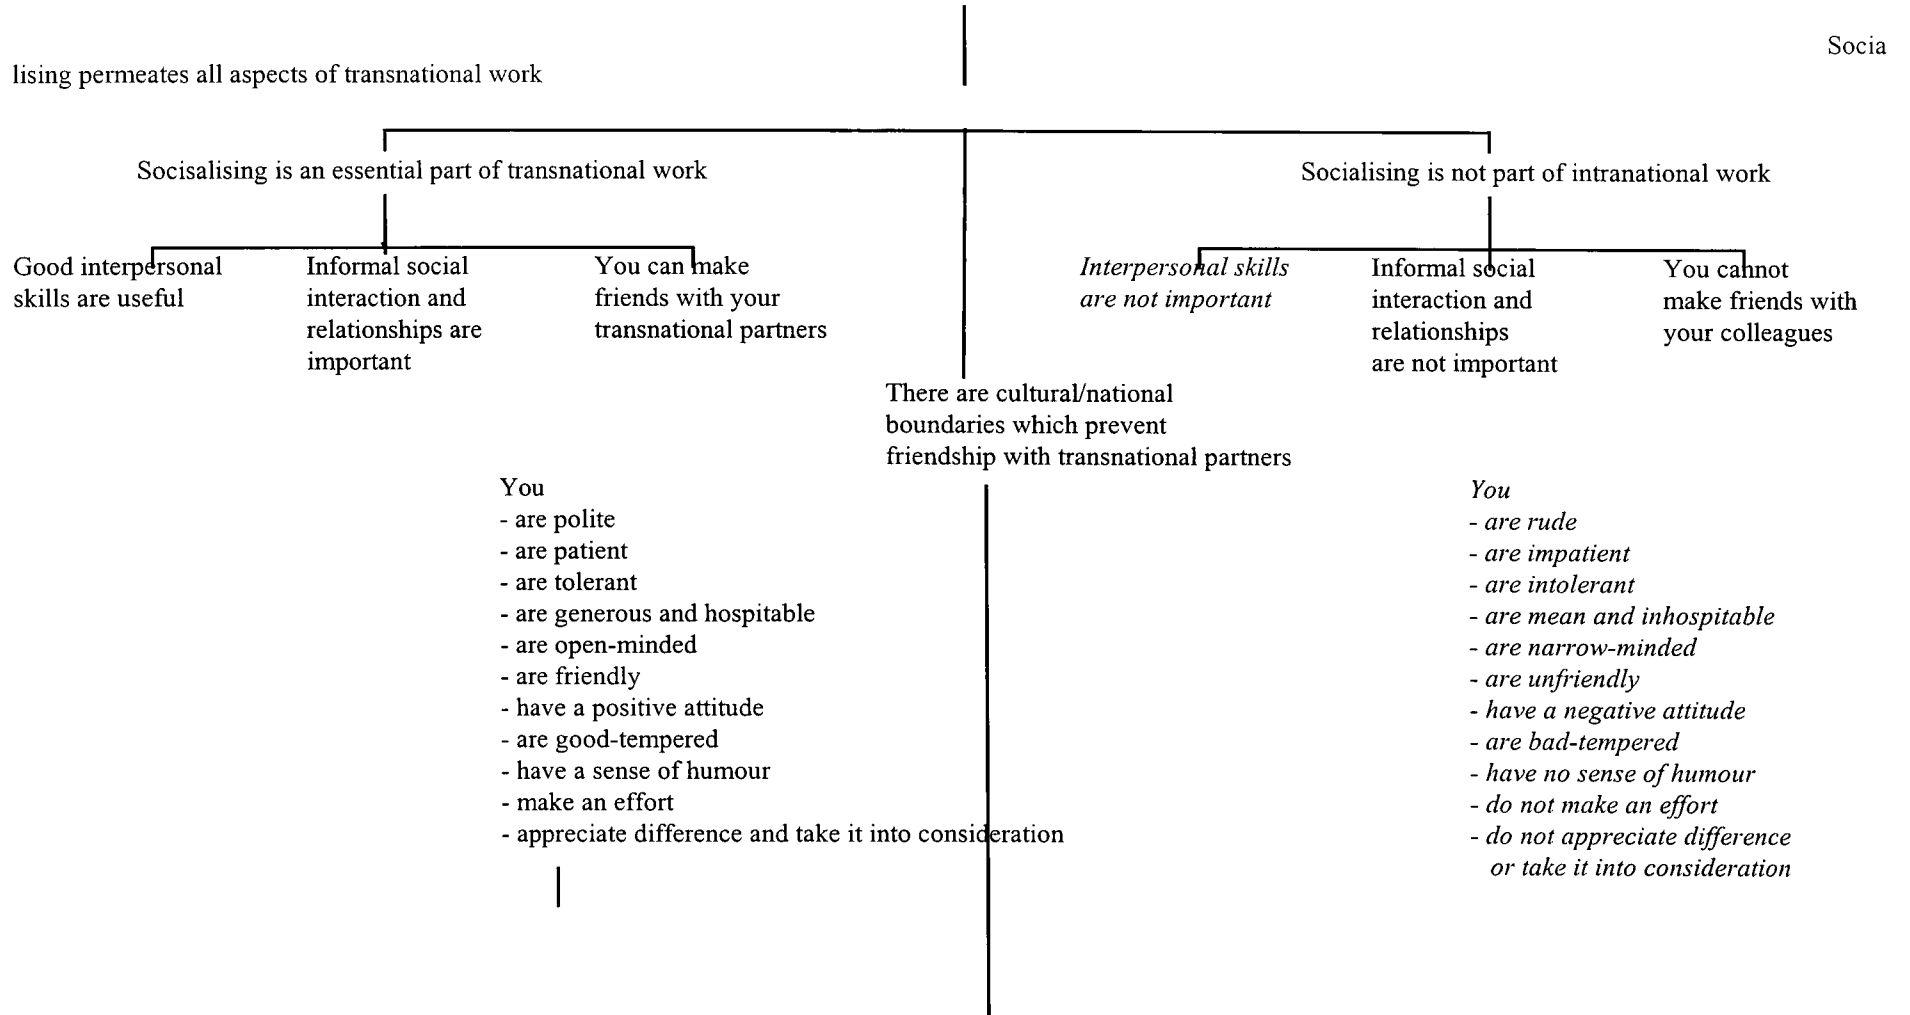 Socia
lising permeates all aspects of transnational work
Socisalising is an essential part of transnational work
Socialising is not part of intranational work
Good interpersonal
skills are useful
Informal social
interaction and
relationships are
important
You can make
friends with your
transnational partners
Interpersonal skills
are not important
Informal social
interaction and
relationships
are not important
You cannot
make friends with
your colleagues
There are cultural/national
boundaries which prevent
friendship with transnational partners
You
- are polite
- are patient
- are tolerant
- are generous and hospitable
- are open-minded
- are friendly
- have a positive attitude
- are good-tempered
- have a sense of humour
- make an effort
- appreciate difference and take it into consideration
You
- are rude
- are impatient
- are intolerant
- are mean and inhospitable
- are narrow-minded
- are unfriendly
- have a negative attitude
- are bad-tempered
- have no sense of humour
- do not make an effort
- do not appreciate difference
or take it into consideration